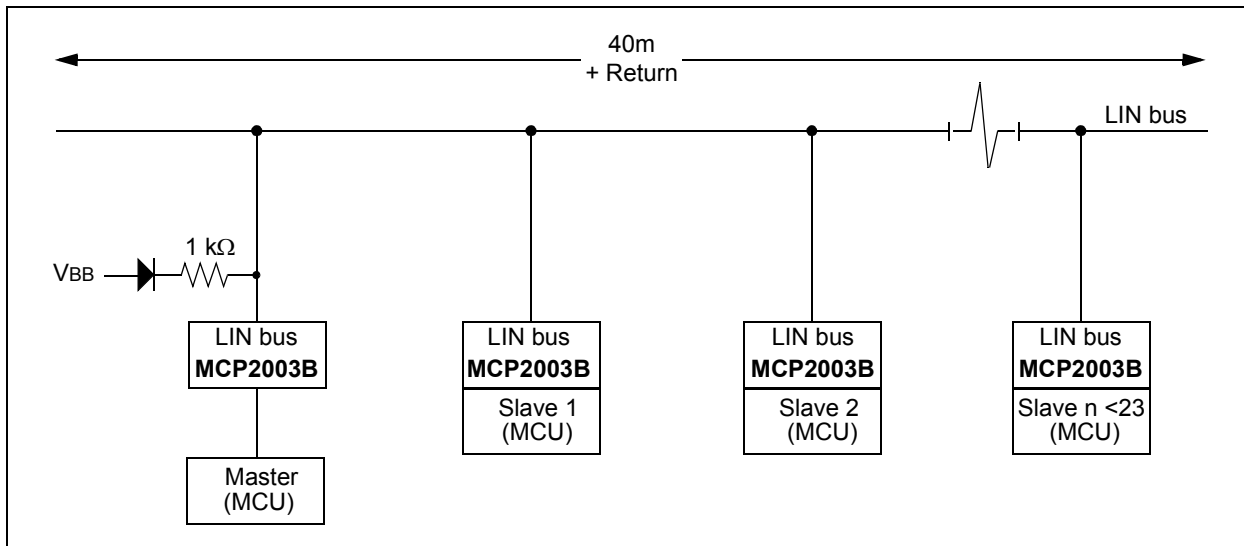 40m
+ Return
LIN bus
1 kΩ
VBB
LIN bus
MCP2003B
LIN bus
MCP2003B
LIN bus
MCP2003B
LIN bus
MCP2003B
Slave 1
(MCU)
Slave 2
(MCU)
Slave n <23
(MCU)
Master
(MCU)